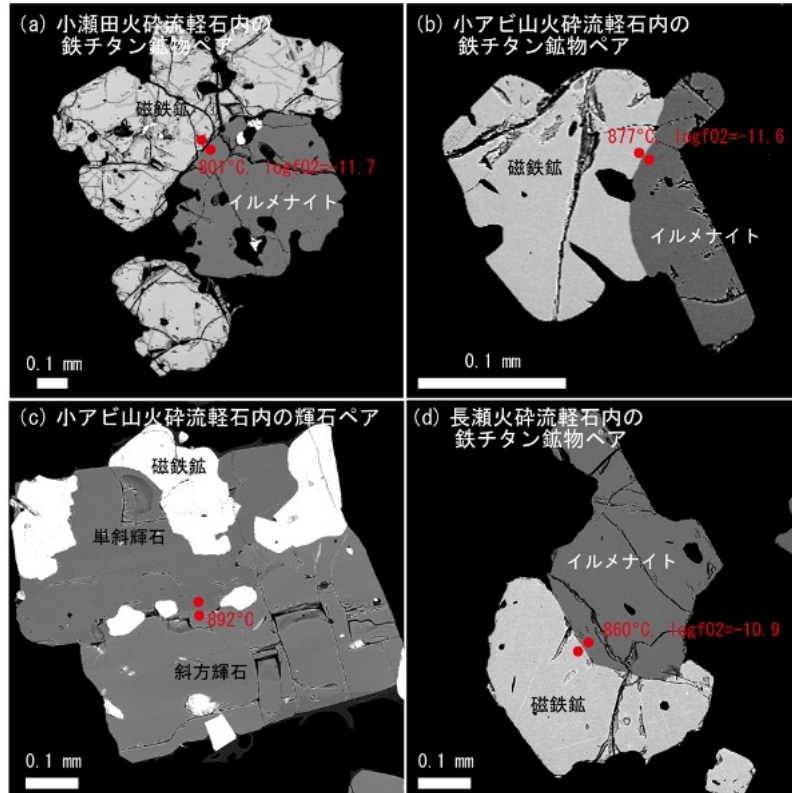 (a) 小瀬田火砕流軽石内の
鉄チタン鉱物ペア
磁鉄鉱
801°C, logfO2=-11.7
イルメナイト
0.1 mm
(b) 小アビ山火砕流軽石内の
鉄チタン鉱物ペア
877°C, logfO2=-11.6
磁鉄鉱
イルメナイト
0.1 mm
(c) 小アビ山火砕流軽石内の輝石ペア
磁鉄鉱
単斜輝石
892°C
斜方輝石
0.1 mm
(d) 長瀬火砕流軽石内の
鉄チタン鉱物ペア
イルメナイト
860°C, logfO2=-10.9
磁鉄鉱
0.1 mm